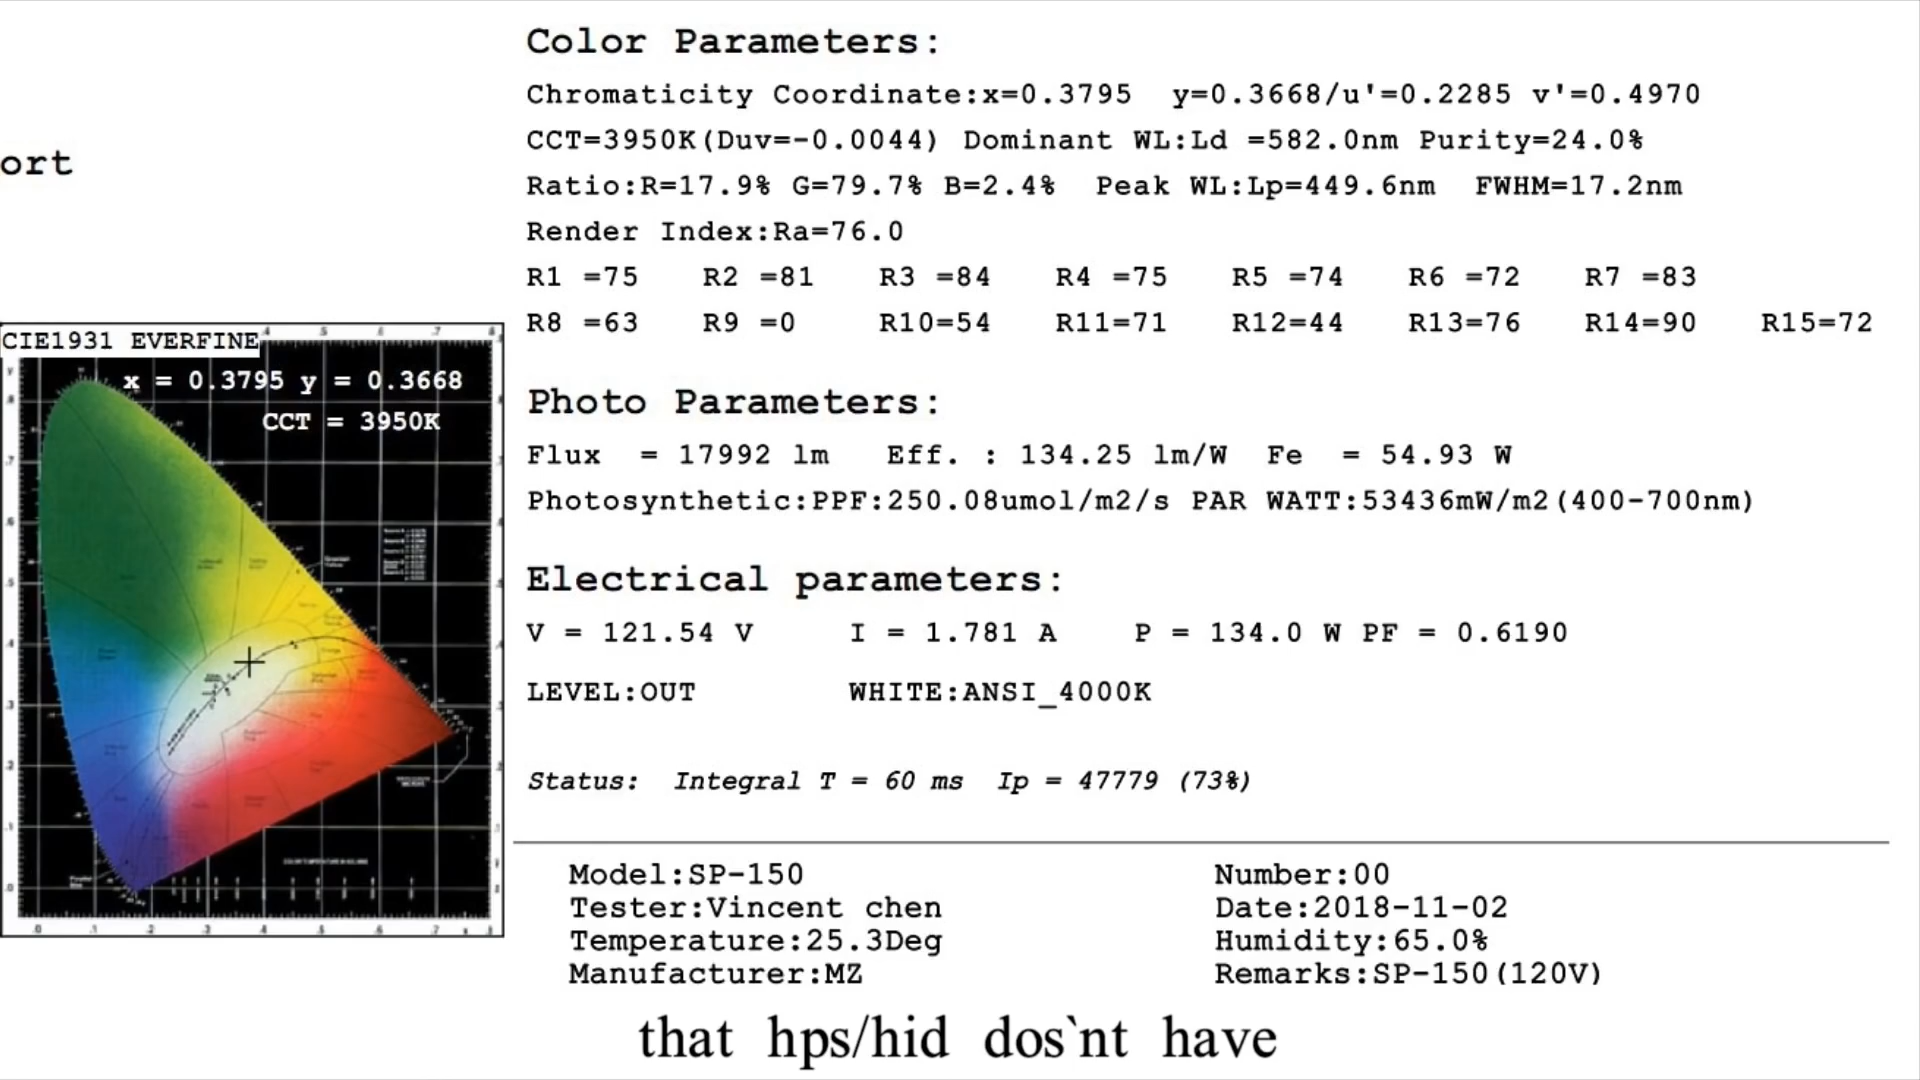 ort
CIE1931 EVERFINE
x = 0.3795 y = 0.3668
CCT = 3950K
Color Parameters:
Chromaticity Coordinate:x=0.3795 y=0.3668/u'=0.2285 v'=0.4970
CCT=3950K(Duv=-0.0044) Dominant WL:Ld =582.0nm Purity=24.0%
Ratio:R=17.9% G=79.7% B=2.4% Peak WL:Lp=449.6nm FWHM=17.2nm
Render Index:Ra=76.0
R1 =75 R2 =81 R3 =84 R4 =75 R5 =74 R6 =72 R7 =83
R8 =63 R9 =0 R10=54 R11=71 R12=44 R13=76 R14=90 R15=72
Photo Parameters:
Flux = 17992 lm Eff. : 134.25 lm/W Fe = 54.93 W
Photosynthetic:PPF:250.08umol/m2/s PAR WATT:53436mW/m2(400-700nm)
Electrical parameters:
V = 121.54 V I = 1.781 A P = 134.0 W PF = 0.6190
LEVEL:OUT WHITE:ANSI_4000K
Status: Integral T = 60 ms Ip = 47779 (73%)
Model:SP-150 Number:00
Tester:Vincent chen Date:2018-11-02
Temperature:25.3Deg Humidity:65.0%
Manufacturer:MZ Remarks:SP-150(120V)
that hps/hid dos`nt have